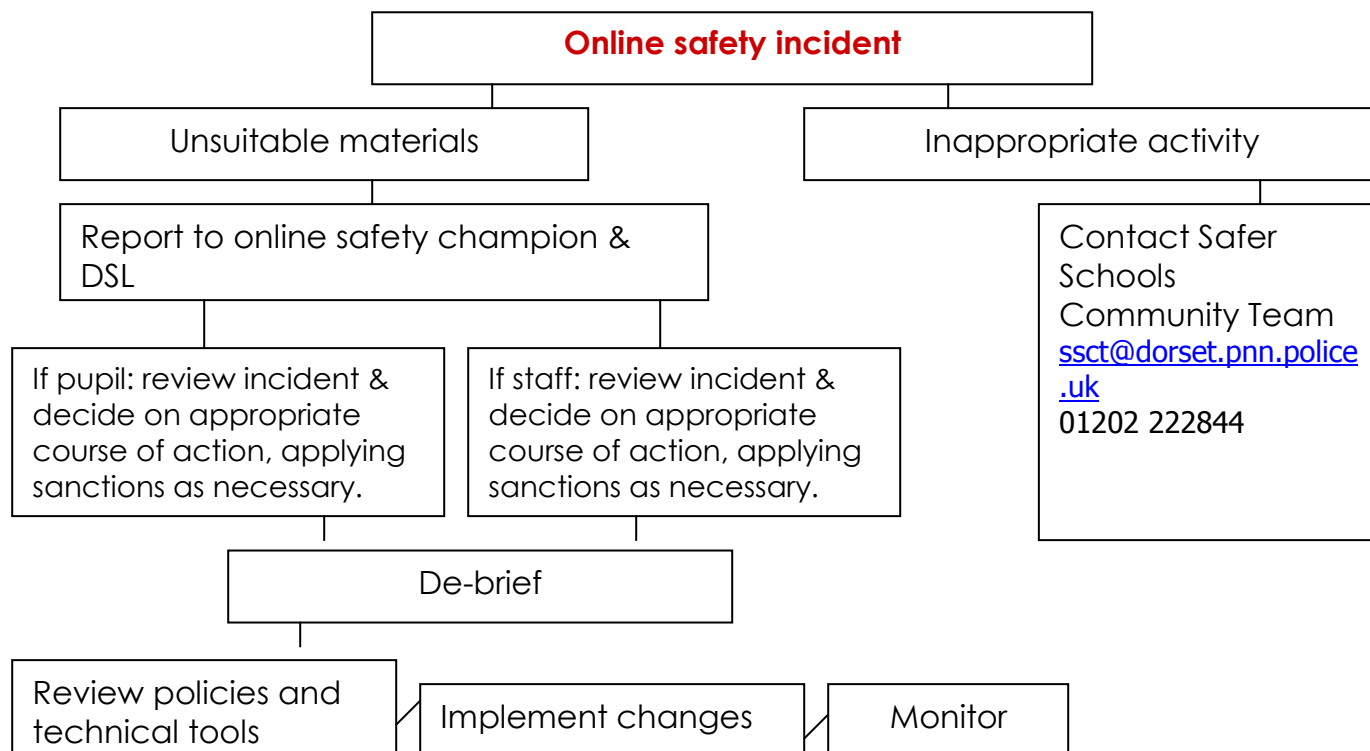 Online safety incident
Unsuitable materials
Inappropriate activity
Report to online safety champion &
DSL
Contact Safer
Schools
Community Team
ssct@dorset.pnn.police
.uk
01202 222844
If pupil: review incident &
decide on appropriate
course of action, applying
sanctions as necessary.
If staff: review incident &
decide on appropriate
course of action, applying
sanctions as necessary.
De-brief
Review policies and
technical tools
Implement changes
Monitor